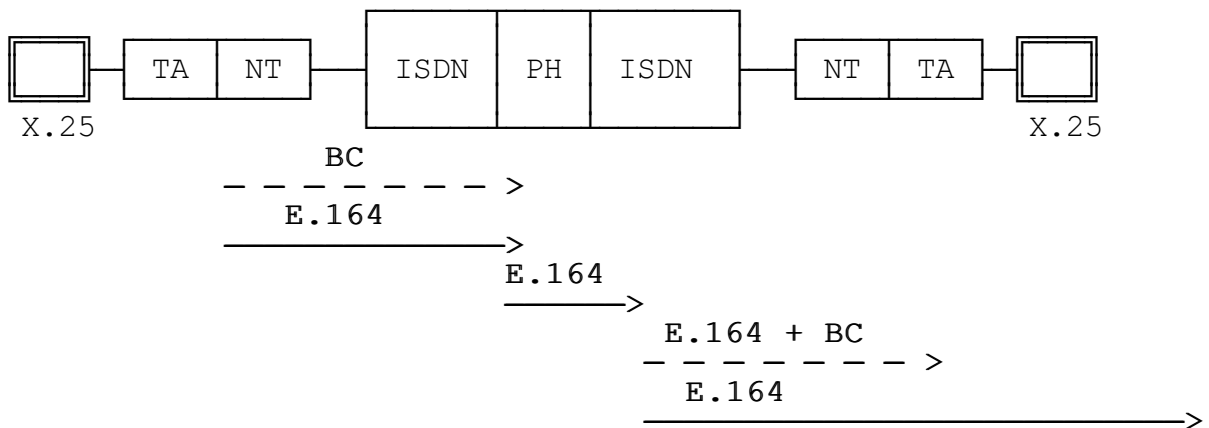 TA NT ISDN PH ISDN NT TA
X.25 X.25
BC
E.164
E.164
E.164 + BC
E.164